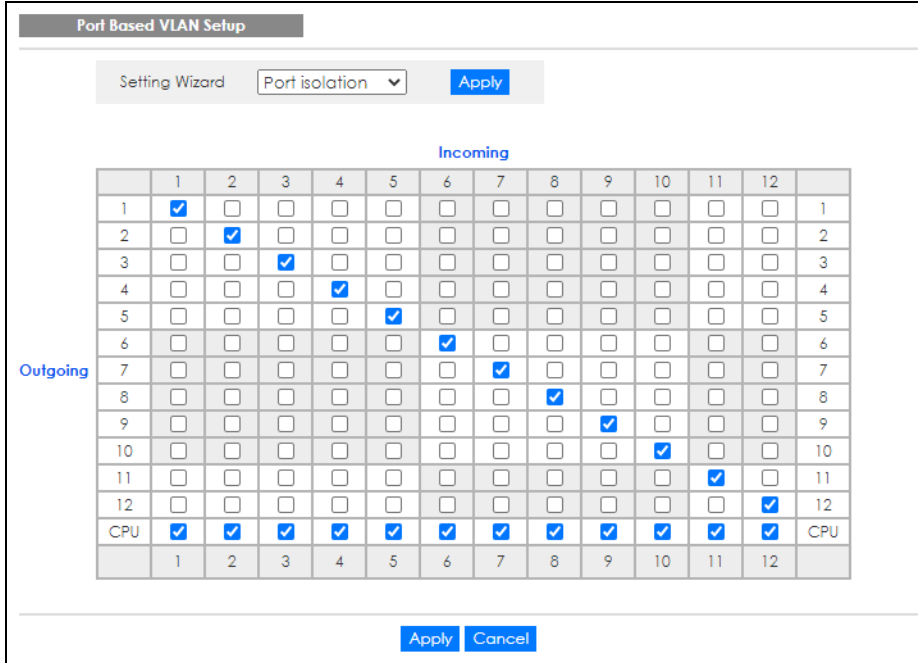 Port Based VLAN Setup
Setting Wizard Port isolation Apply
Incoming
1 2 3 4 5 6 7 8 9 10 11 12
1 1
2 2
3 3
4 4
5 5
6 6
Outgoing 7 7
8 8
9 9
10 10
11 11
12 12
CPU CPU
1 2 3 4 5 6 7 8 9 10 11 12
Apply Cancel